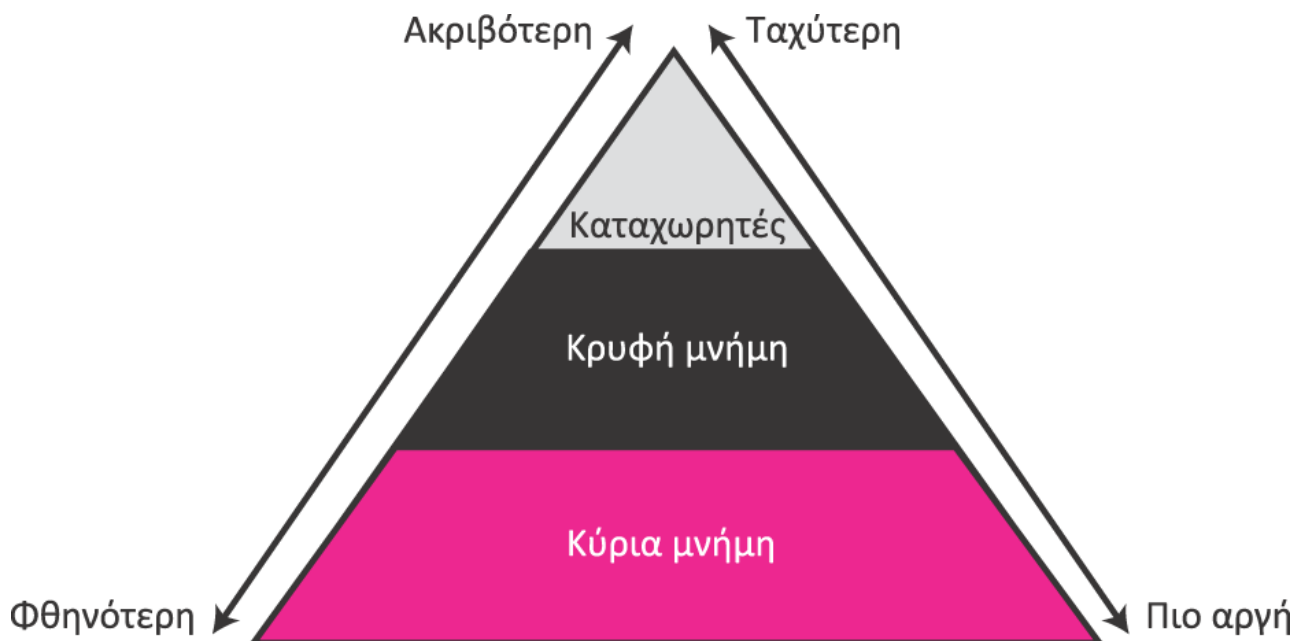 Ακριβότερη
Ταχύτερη
Καταχωρητές
Κρυφή μνήμη
Κύρια μνήμη
Φθηνότερη
Πιο αργή